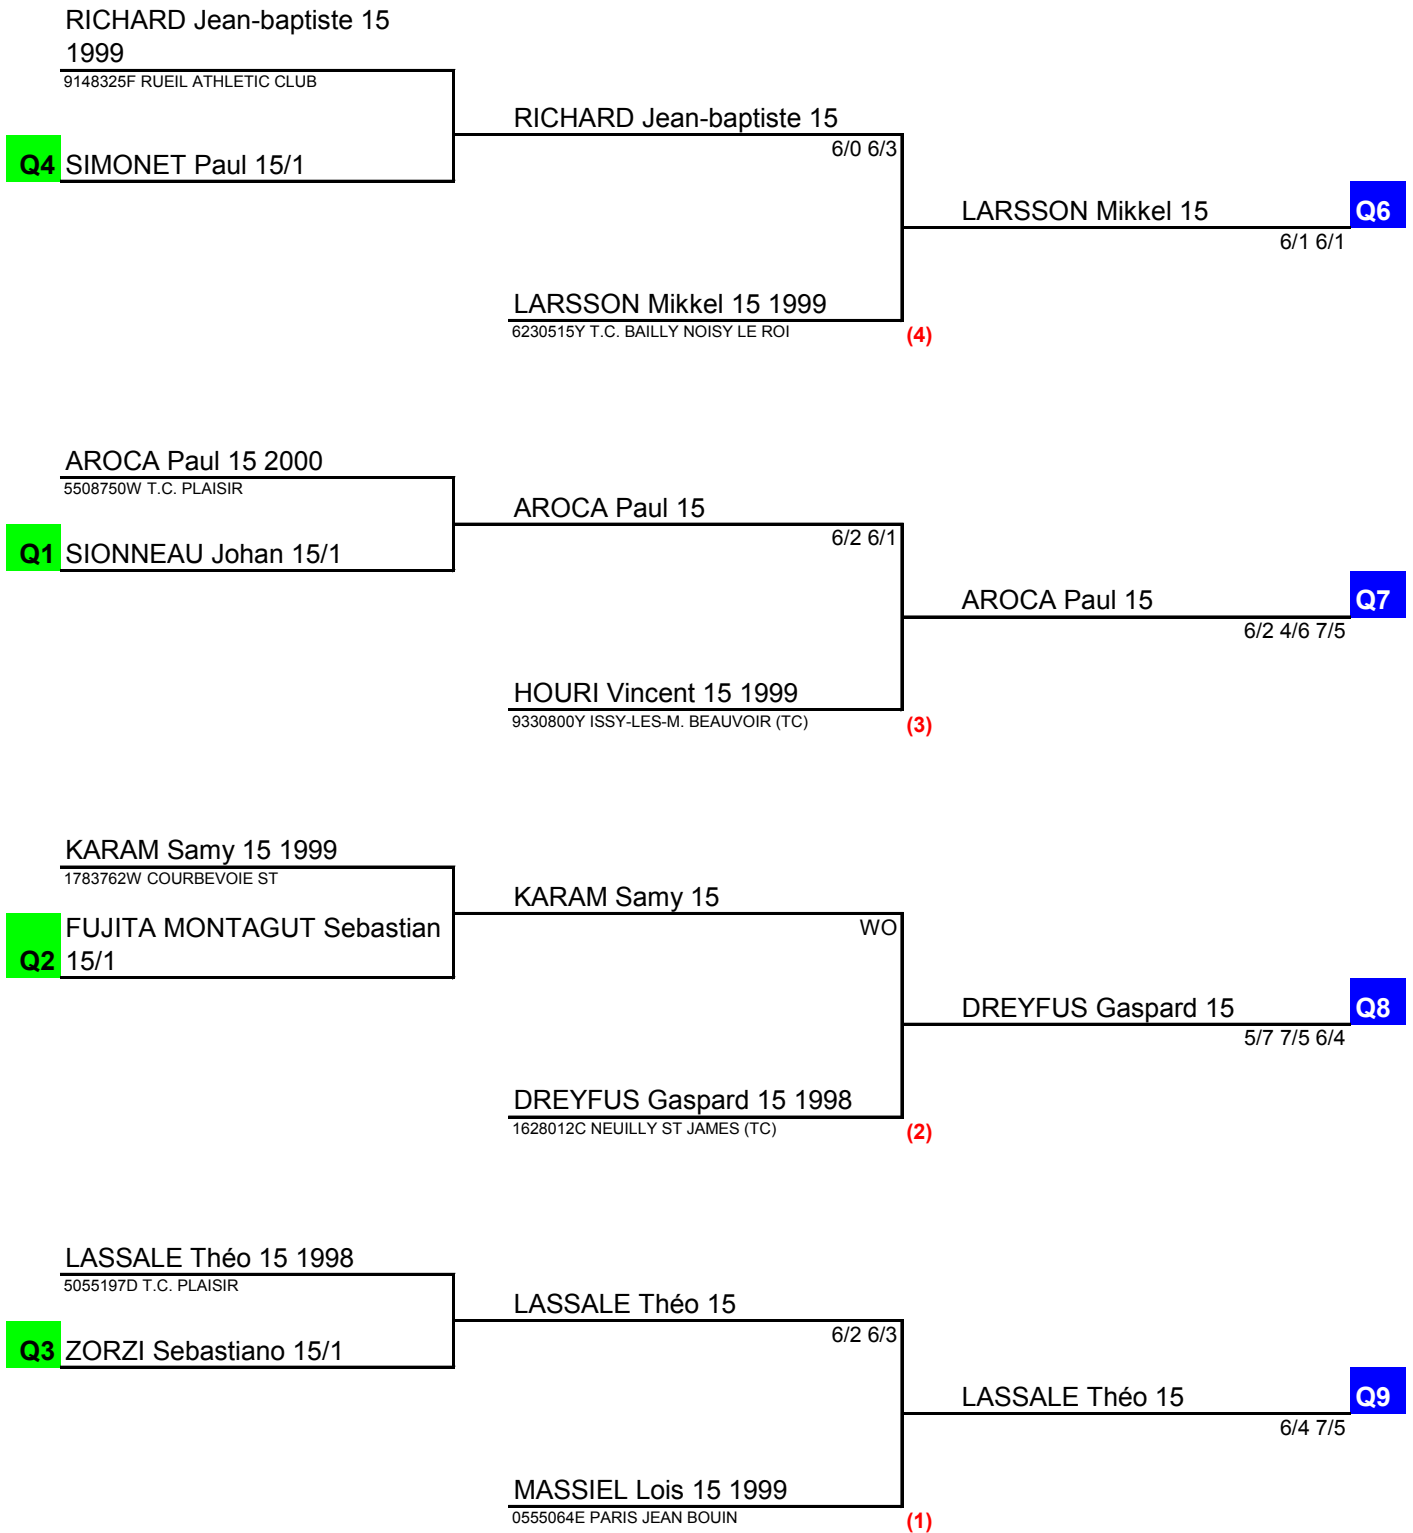 RICHARD Jean-baptiste 15
1999
9148325F RUEIL ATHLETIC CLUB
RICHARD Jean-baptiste 15
6/0 6/3
Q4 SIMONET Paul 15/1
LARSSON Mikkel 15 Q6
6/1 6/1
LARSSON Mikkel 15 1999
6230515Y T.C. BAILLY NOISY LE ROI (4)
AROCA Paul 15 2000
5508750W T.C. PLAISIR
AROCA Paul 15
6/2 6/1
Q1 SIONNEAU Johan 15/1
AROCA Paul 15 Q7
6/2 4/6 7/5
HOURI Vincent 15 1999
9330800Y ISSY-LES-M. BEAUVOIR (TC) (3)
KARAM Samy 15 1999
1783762W COURBEVOIE ST
KARAM Samy 15
WO
FUJITA MONTAGUT Sebastian
Q2 15/1
DREYFUS Gaspard 15 Q8
5/7 7/5 6/4
DREYFUS Gaspard 15 1998
1628012C NEUILLY ST JAMES (TC) (2)
LASSALE Théo 15 1998
5055197D T.C. PLAISIR
LASSALE Théo 15
6/2 6/3
Q3 ZORZI Sebastiano 15/1
LASSALE Théo 15 Q9
6/4 7/5
MASSIEL Lois 15 1999
0555064E PARIS JEAN BOUIN (1)